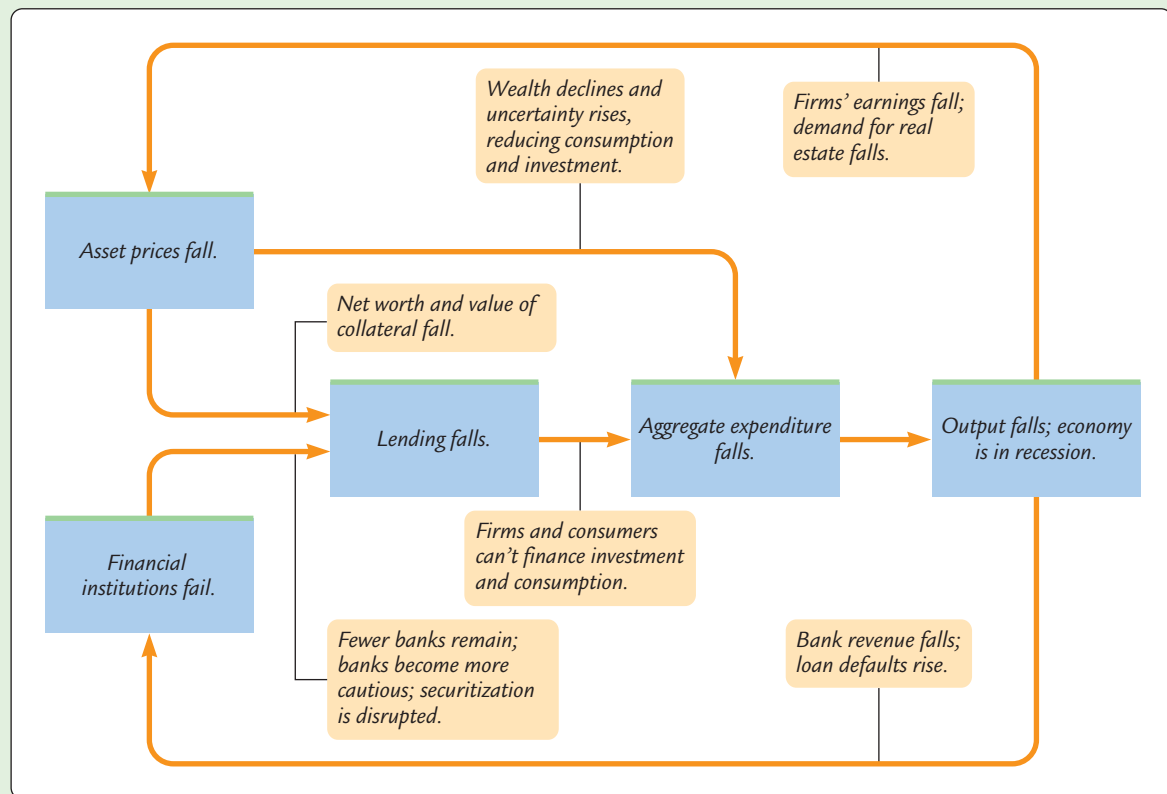 Wealth declines and
uncertainty rises,
reducing consumption
and investment.
Firms’ earnings fall;
demand for real
estate falls.
Asset prices fall.
Net worth and value of
collateral fall.
Lending falls.
Aggregate expenditure
falls.
Output falls; economy
is in recession.
Financial
institutions fail.
Firms and consumers
can’t finance investment
and consumption.
Fewer banks remain;
banks become more
cautious; securitization
is disrupted.
Bank revenue falls;
loan defaults rise.